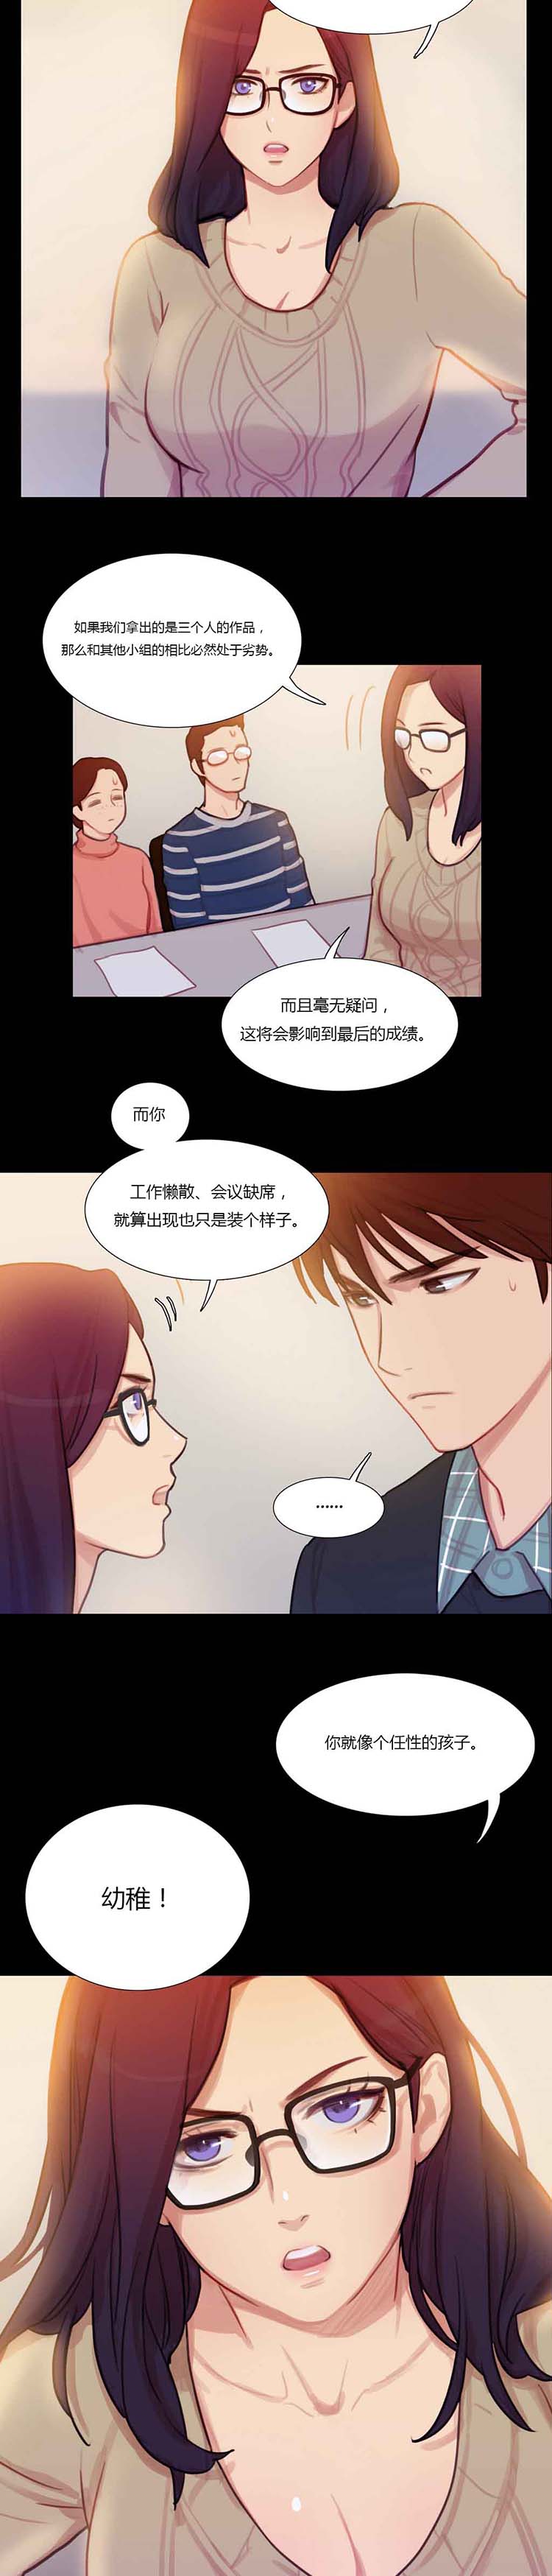 如果我们拿出的是三个人的作品，
那么和其他小组的相比必然处于劣势。
而且毫无疑问，
这将会影响到最后的成绩。
而你
工作懒散、会议缺席，
就算出现也只是装个样子。
……
你就像个任性的孩子。
幼稚！